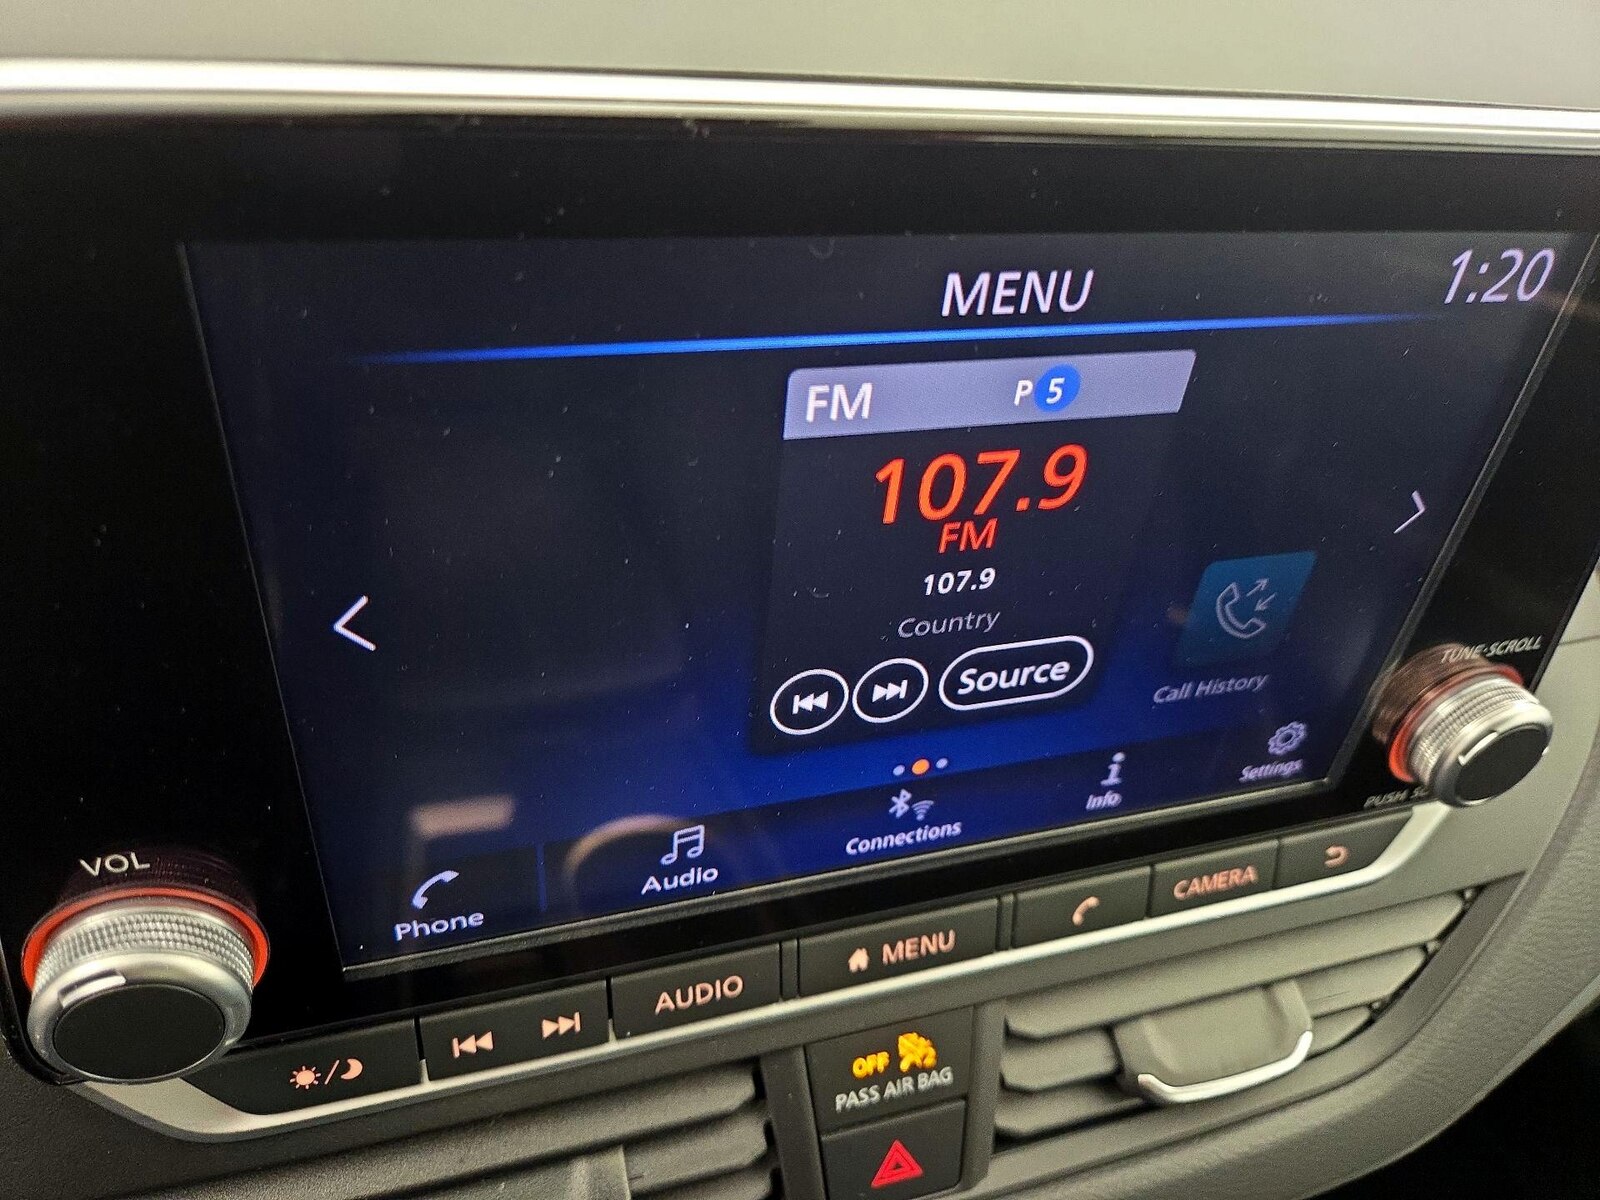 MENU
1:20
FM P 5
107.9
FM
107.9
Country
Source
Call History
TUNE·SCROLL
PUSH
VOL
Phone
Audio
Connections
Info
Settings
AUDIO
MENU
CAMERA
OFF
PASS AIR BAG